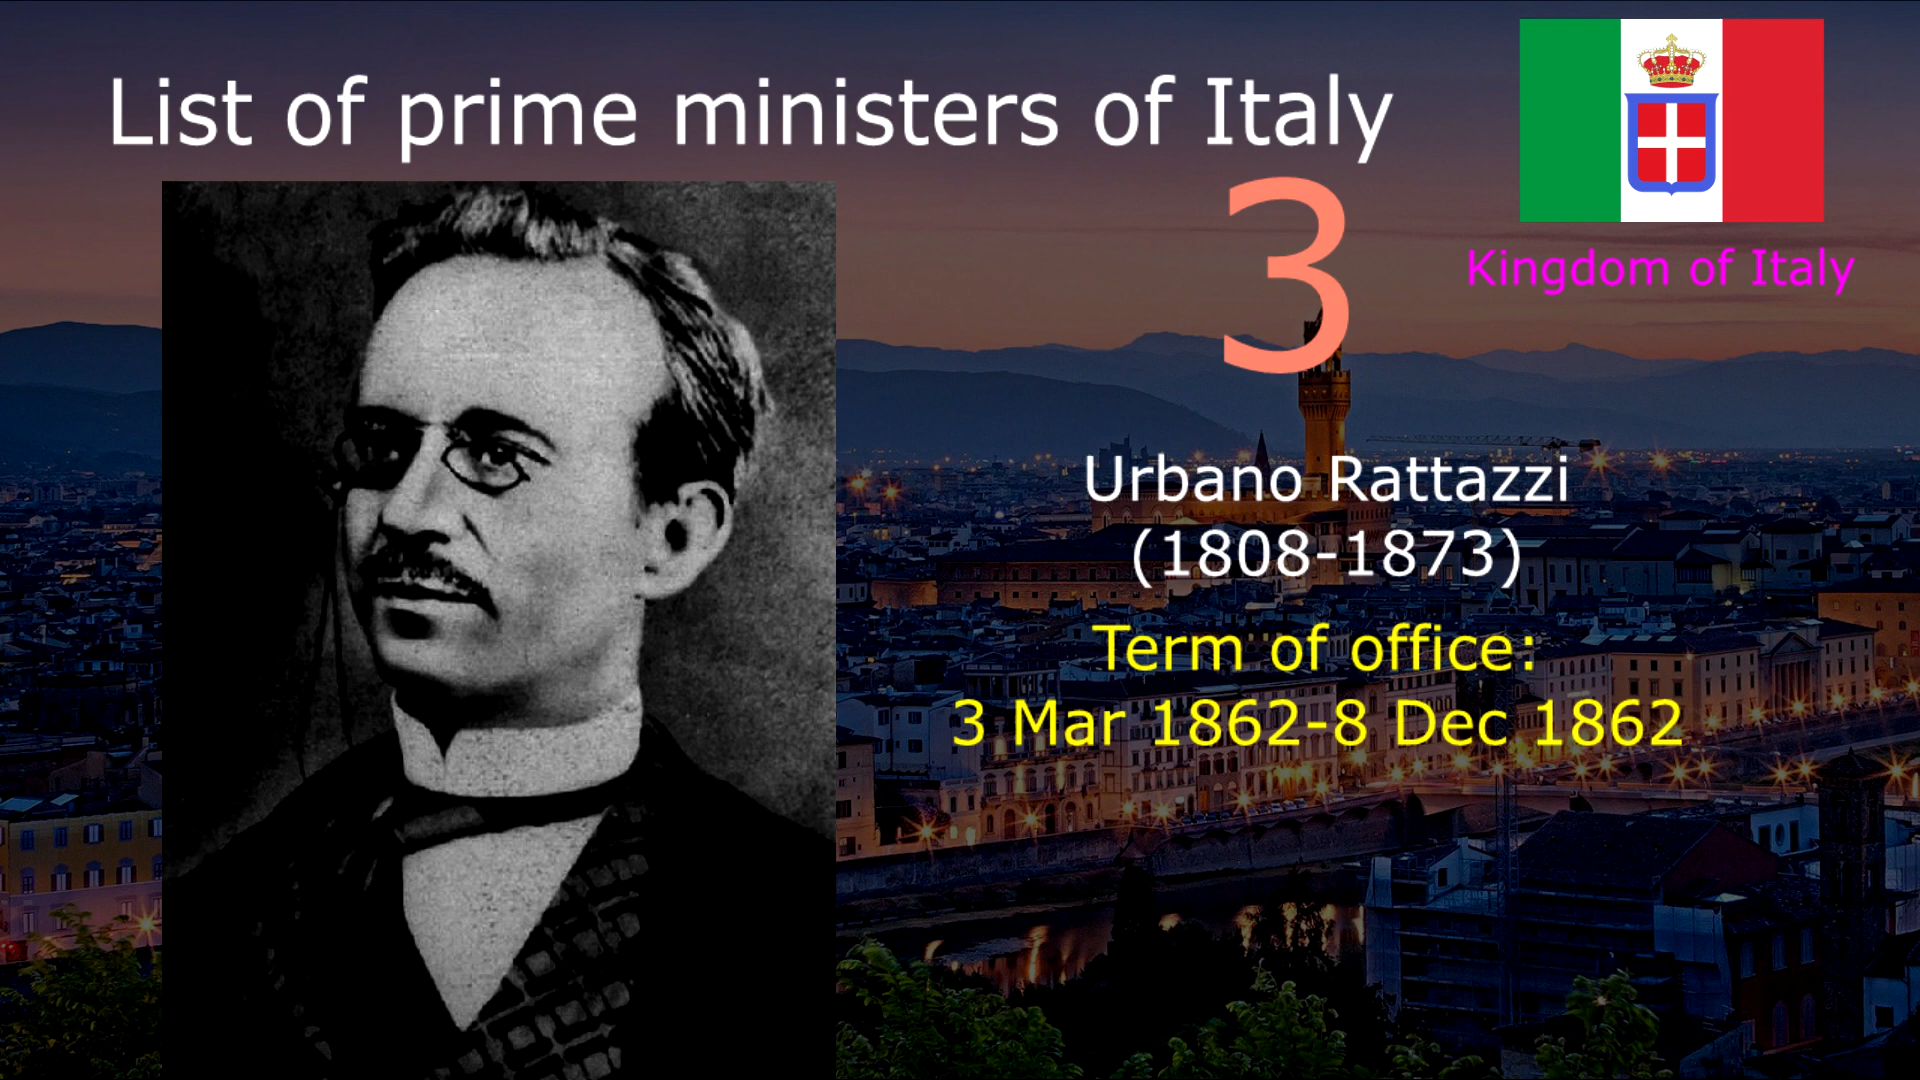 List of prime ministers of Italy
3
Kingdom of Italy
Urbano Rattazzi
(1808-1873)
Term of office:
3 Mar 1862-8 Dec 1862